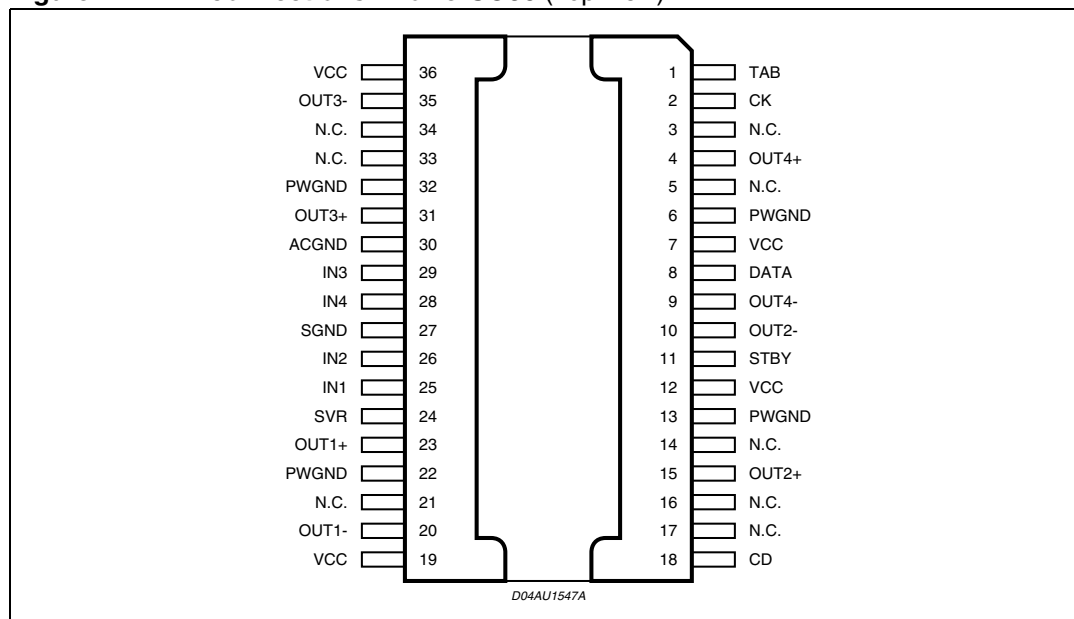 VCC 36 1 TAB
OUT3- 35 2 CK
N.C. 34 3 N.C.
N.C. 33 4 OUT4+
PWGND 32 5 N.C.
OUT3+ 31 6 PWGND
ACGND 30 7 VCC
IN3 29 8 DATA
IN4 28 9 OUT4-
SGND 27 10 OUT2-
IN2 26 11 STBY
IN1 25 12 VCC
SVR 24 13 PWGND
OUT1+ 23 14 N.C.
PWGND 22 15 OUT2+
N.C. 21 16 N.C.
OUT1- 20 17 N.C.
VCC 19 18 CD
D04AU1547A